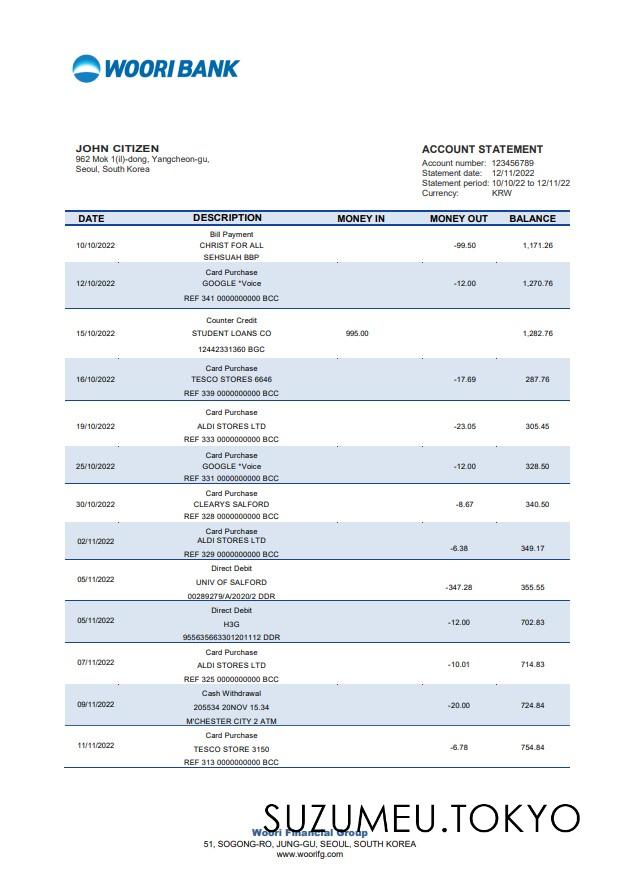 WOORI BANK
JOHN CITIZEN
962 Mok 1(il)-dong, Yangcheon-gu,
Seoul, South Korea
ACCOUNT STATEMENT
Account number: 123456789
Statement date: 12/11/2022
Statement period: 10/10/22 to 12/11/22
Currency: KRW
DATE DESCRIPTION MONEY IN MONEY OUT BALANCE
Bill Payment
10/10/2022 CHRIST FOR ALL -99.50 1,171.26
SEHSUAH BBP
Card Purchase
12/10/2022 GOOGLE *Voice -12.00 1,270.76
REF 341 0000000000 BCC
Counter Credit
15/10/2022 STUDENT LOANS CO 995.00 1,282.76
12442331360 BGC
Card Purchase
16/10/2022 TESCO STORES 6646 -17.69 287.76
REF 339 0000000000 BCC
Card Purchase
19/10/2022 ALDI STORES LTD -23.05 305.45
REF 333 0000000000 BCC
Card Purchase
25/10/2022 GOOGLE *Voice -12.00 328.50
REF 331 0000000000 BCC
Card Purchase
30/10/2022 CLEARYS SALFORD -8.67 340.50
REF 328 0000000000 BCC
Card Purchase
02/11/2022 ALDI STORES LTD -6.38 349.17
REF 329 0000000000 BCC
Direct Debit
05/11/2022 UNIV OF SALFORD -347.28 355.55
00289279/A/2020/2 DDR
Direct Debit
05/11/2022 H3G -12.00 702.83
955635663301201112 DDR
Card Purchase
07/11/2022 ALDI STORES LTD -10.01 714.83
REF 325 0000000000 BCC
Cash Withdrawal
09/11/2022 205534 20NOV 15.34 -20.00 724.84
M'CHESTER CITY 2 ATM
Card Purchase
11/11/2022 TESCO STORE 3150 -6.78 754.84
REF 313 0000000000 BCC
SUZUMEU.TOKYO
Woori Financial Group
51, SOGONG-RO, JUNG-GU, SEOUL, SOUTH KOREA
www.woorifg.com